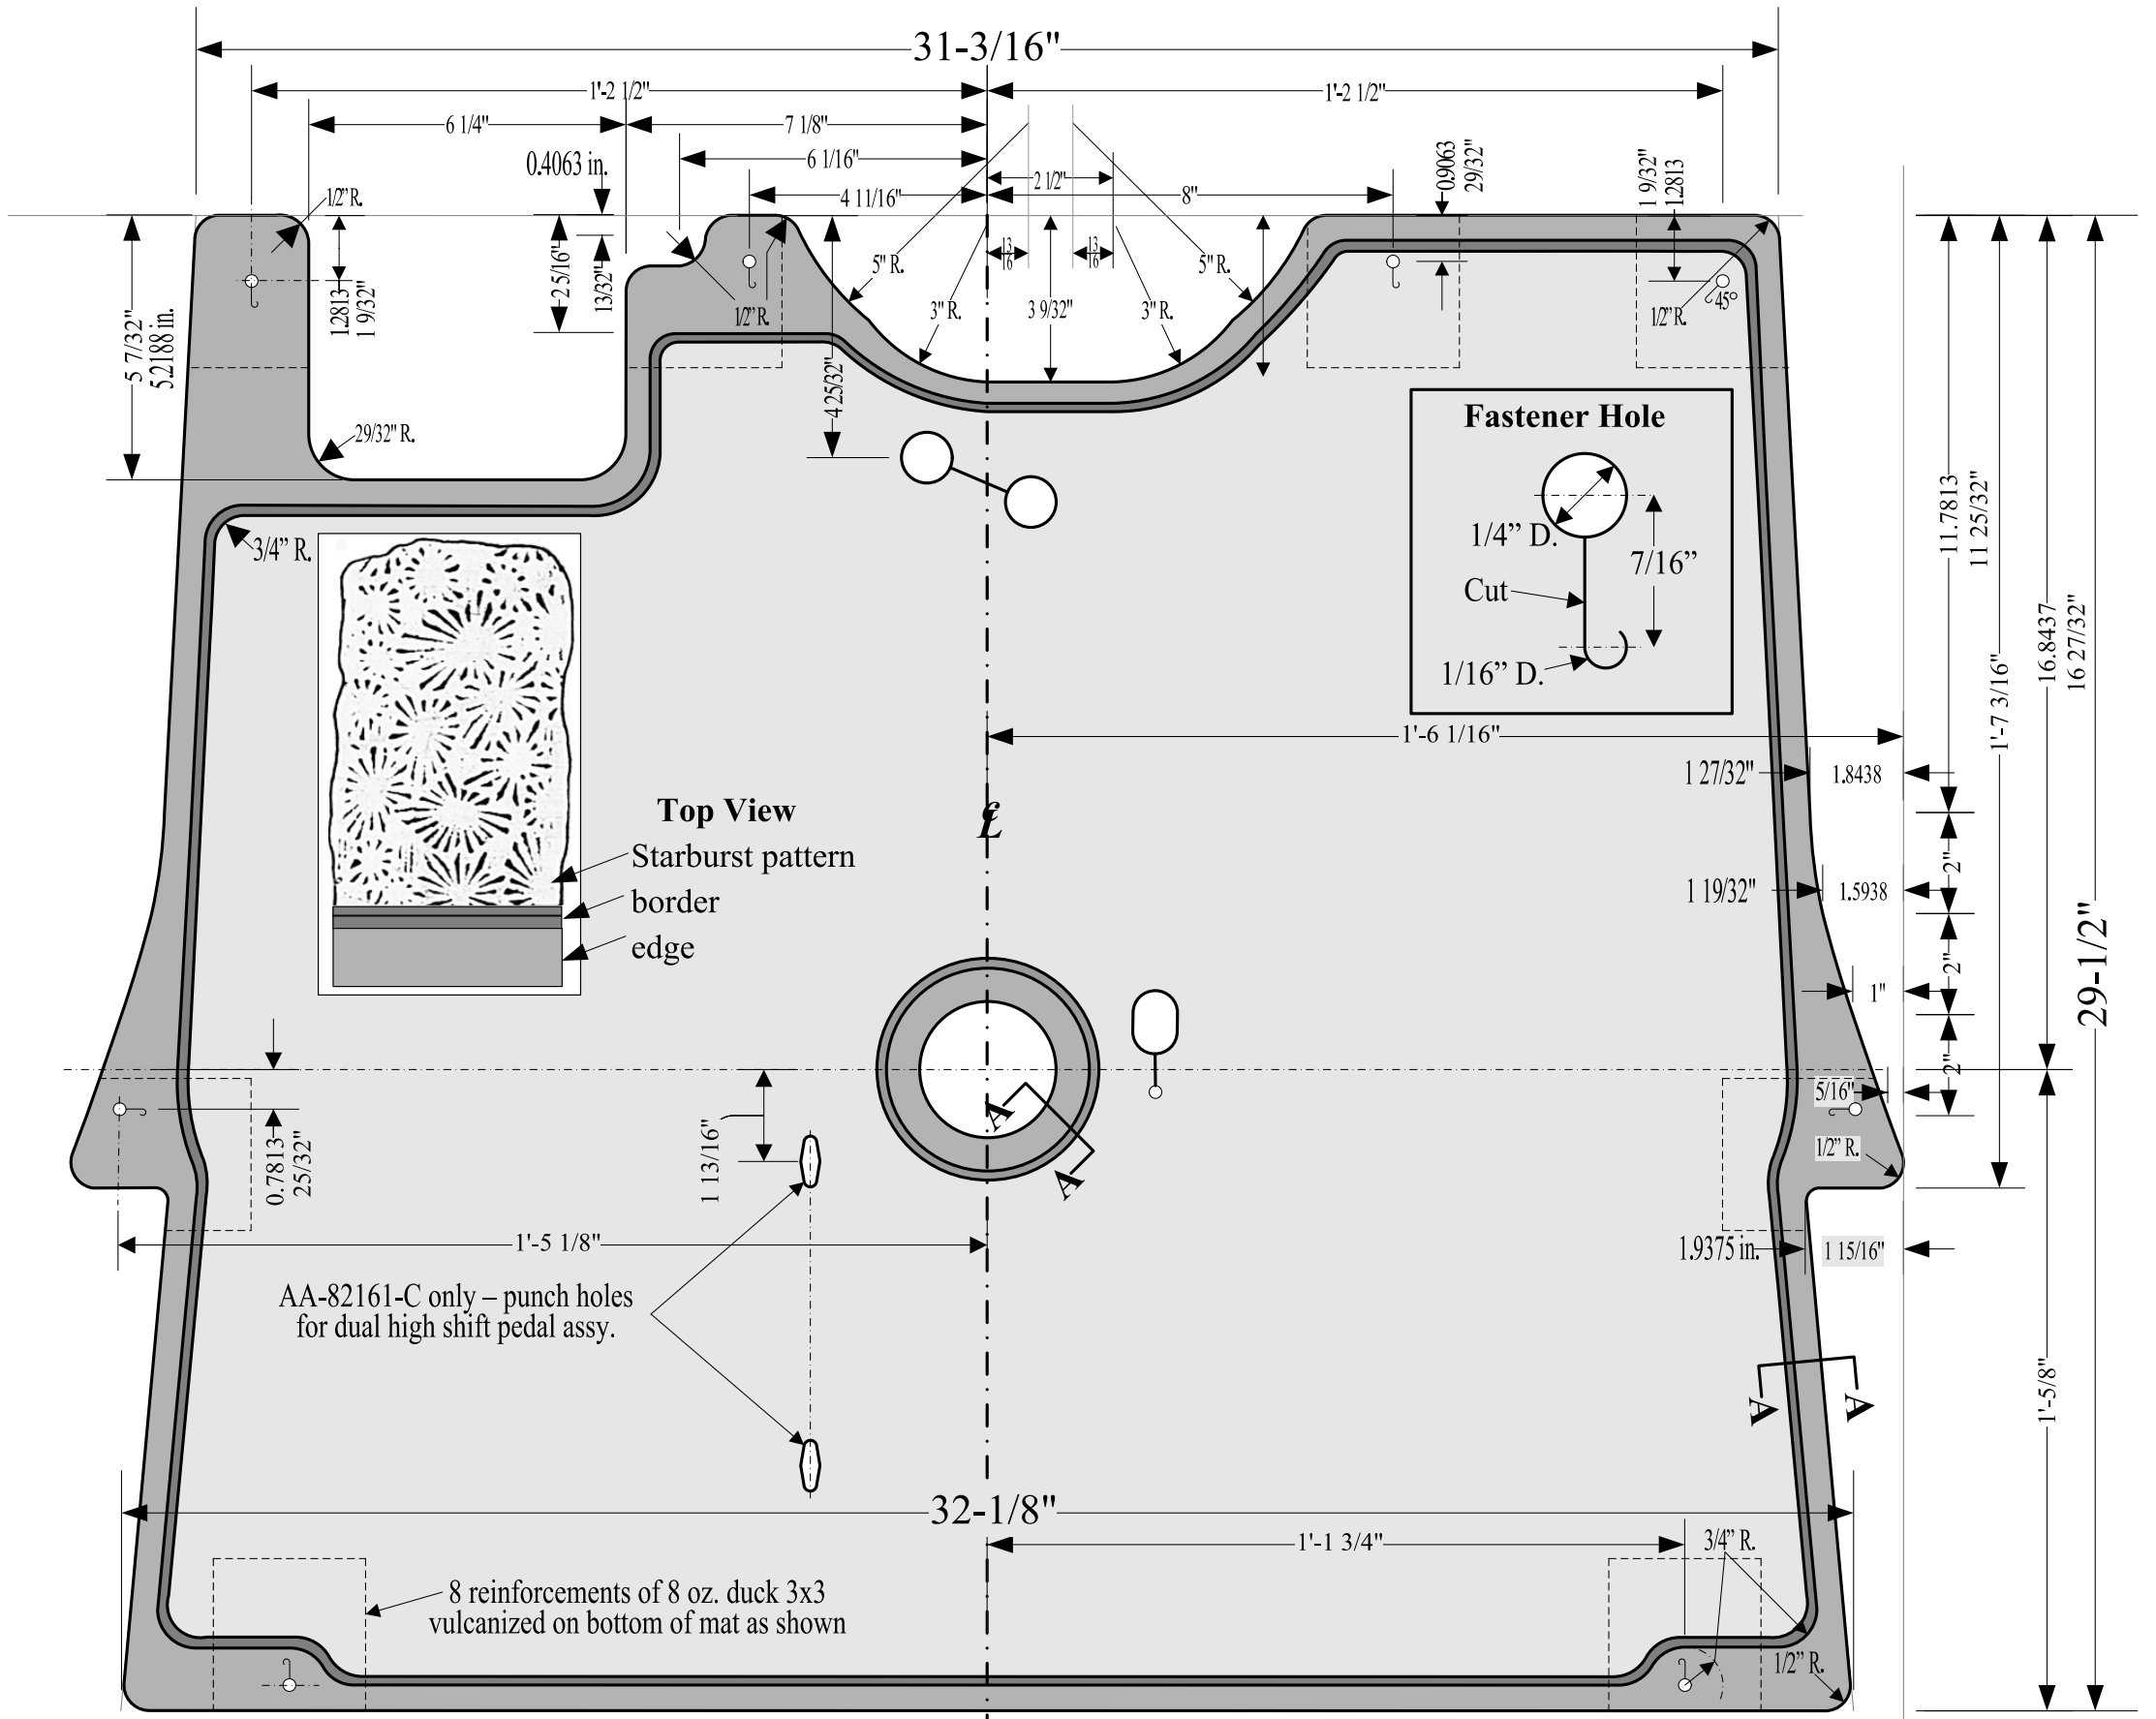 31-3/16"
1'-2 1/2"
1'-2 1/2"
6 1/4"
7 1/8"
6 1/16"
0.4063 in.
2 1/2"
4 11/16"
8"
0.9063
29/32"
1 9/32"
1.2813
1/2" R.
5 7/32"
5.2188 in.
1.2813
1 9/32"
2 5/16"
13/32"
1/2" R.
4 25/32"
5" R.
3" R.
13
16
13
16
3 9/32"
5" R.
3" R.
1/2" R.
45°
29/32" R.
3/4” R.
Fastener Hole
1/4” D.
7/16”
Cut
1/16” D.
11.7813
11 25/32"
1'-7 3/16"
16.8437
16 27/32"
29-1/2"
1'-6 1/16"
1 27/32"
1.8438
2"
1 19/32"
1.5938
2"
1"
2"
5/16"
1/2” R.
Top View
Starburst pattern
border
edge
℄
0.7813
25/32"
1 13/16"
A
A
1'-5 1/8"
1.9375 in.
1 15/16"
AA-82161-C only – punch holes
for dual high shift pedal assy.
A
A
1'-5/8"
32-1/8"
1'-1 3/4"
3/4” R.
8 reinforcements of 8 oz. duck 3x3
vulcanized on bottom of mat as shown
1/2” R.